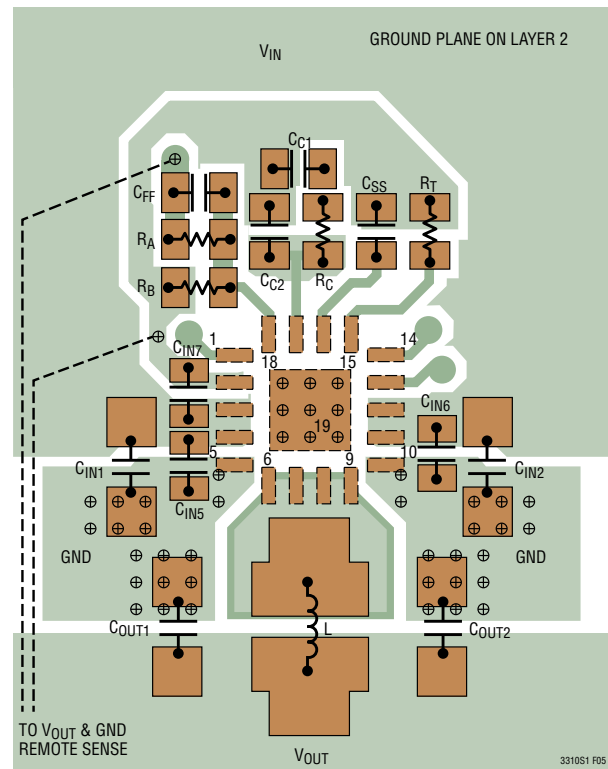 GROUND PLANE ON LAYER 2
VIN
CC1
CFF
CSS
RT
RA
RB
CC2
RC
1
14
18
15
CIN7
19
CIN6
CIN1
5
10
CIN2
6
9
CIN5
GND
GND
COUT1
L
COUT2
TO VOUT & GND
REMOTE SENSE
VOUT
3310S1 F05